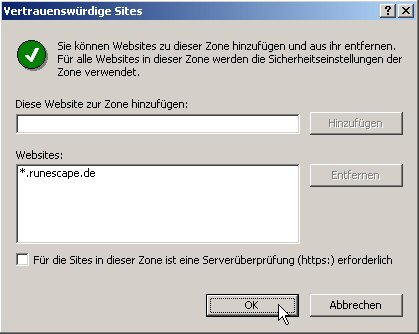 Vertrauenswürdige Sites
Sie können Websites zu dieser Zone hinzufügen und aus ihr entfernen.
Für alle Websites in dieser Zone werden die Sicherheitseinstellungen der
Zone verwendet.
Diese Website zur Zone hinzufügen:
Hinzufügen
Websites:
*.runescape.de
Entfernen
Für die Sites in dieser Zone ist eine Serverüberprüfung (https:) erforderlich
OK
Abbrechen